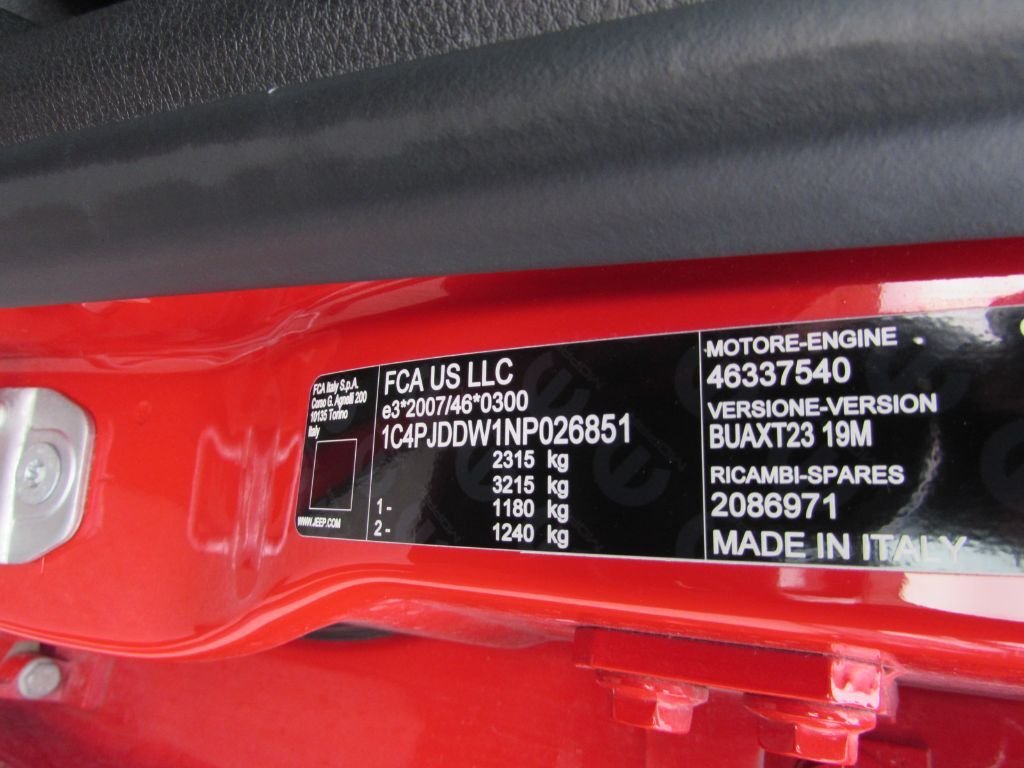 FCA Italy S.p.A.
Corso G. Agnelli 200
10135 Torino
Italy
WWW.JEEP.COM
FCA US LLC
e3*2007/46*0300
1C4PJDDW1NP026851
2315 kg
3215 kg
1- 1180 kg
2- 1240 kg
MOTORE-ENGINE
46337540
VERSIONE-VERSION
BUAXT23 19M
RICAMBI-SPARES
2086971
MADE IN ITALY